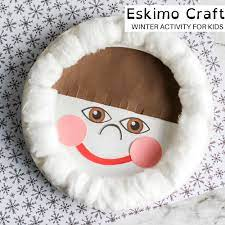 Eskimo Craft
WINTER ACTIVITY FOR KIDS